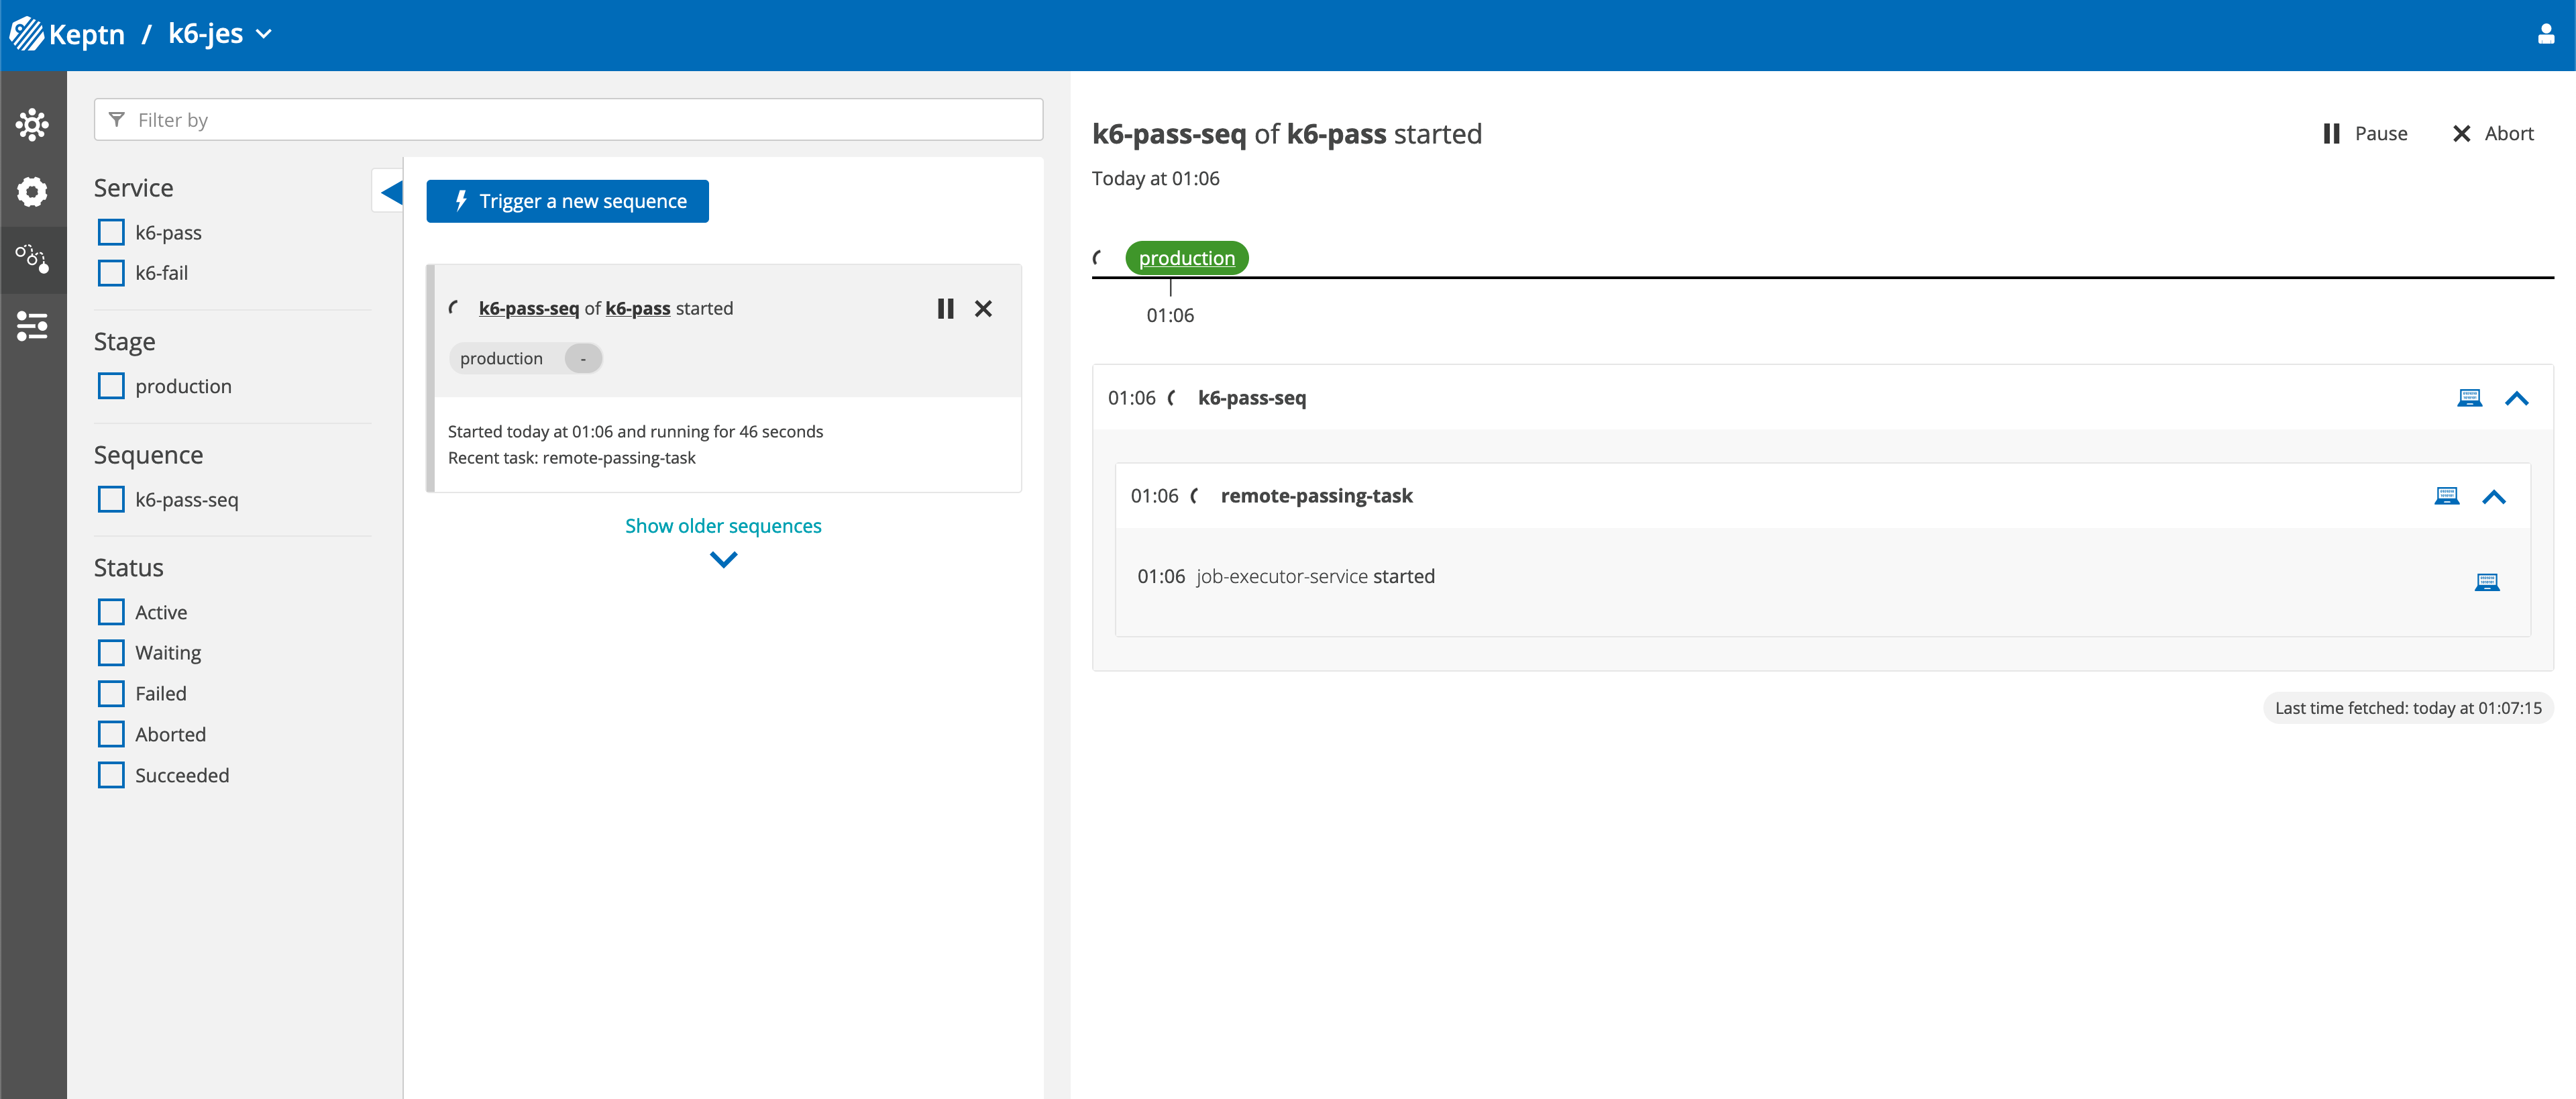 Keptn / k6-jes
Filter by
Service
k6-pass
k6-fail
Stage
production
Sequence
k6-pass-seq
Status
Active
Waiting
Failed
Aborted
Succeeded
Trigger a new sequence
k6-pass-seq of k6-pass started
production -
Started today at 01:06 and running for 46 seconds
Recent task: remote-passing-task
Show older sequences
k6-pass-seq of k6-pass started
Pause
Abort
Today at 01:06
production
01:06
01:06 k6-pass-seq
01:06 remote-passing-task
01:06 job-executor-service started
Last time fetched: today at 01:07:15